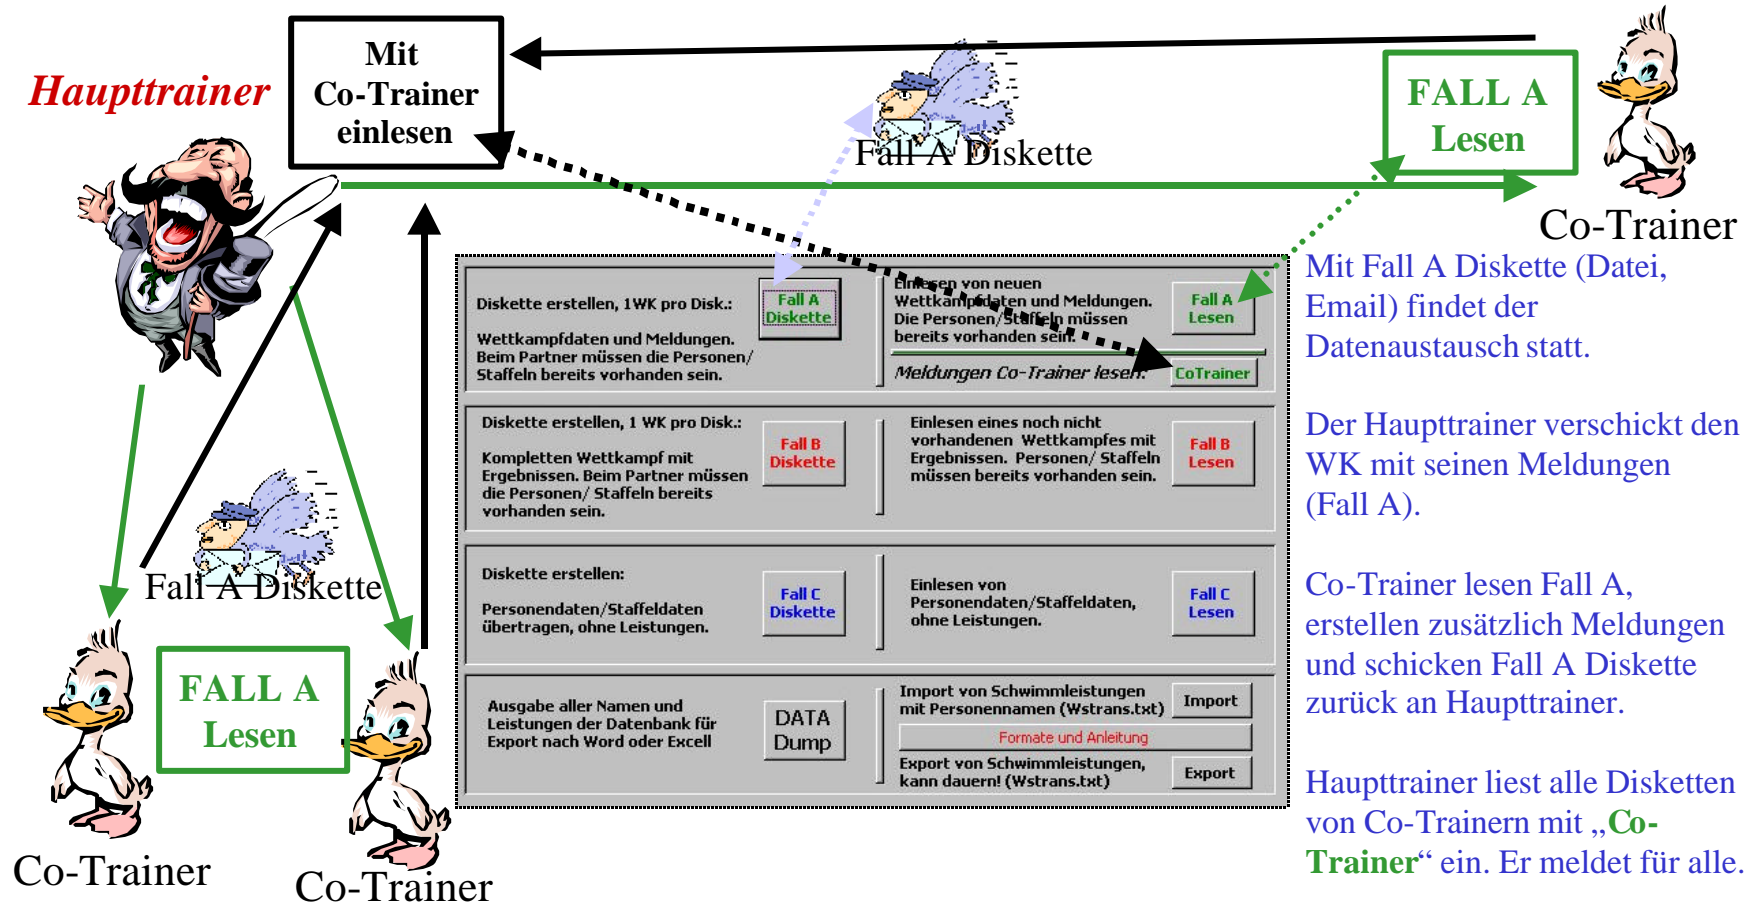 Mit
Co-Trainer
einlesen
Haupttrainer
Fall A Diskette
FALL A
Lesen
Co-Trainer
Diskette erstellen, 1WK pro Disk.:
Wettkampfdaten und Meldungen.
Beim Partner müssen die Personen/
Staffeln bereits vorhanden sein.
Fall A
Diskette
Einlesen von neuen
Wettkampfdaten und Meldungen.
Die Personen/Staffeln müssen
bereits vorhanden sein.
Fall A
Lesen
Meldungen Co-Trainer lesen:
CoTrainer
Diskette erstellen, 1 WK pro Disk.:
Kompletten Wettkampf mit
Ergebnissen. Beim Partner müssen
die Personen/ Staffeln bereits
vorhanden sein.
Fall B
Diskette
Einlesen eines noch nicht
vorhandenen Wettkampfes mit
Ergebnissen. Personen/ Staffeln
müssen bereits vorhanden sein.
Fall B
Lesen
Diskette erstellen:
Personendaten/Staffeldaten
übertragen, ohne Leistungen.
Fall C
Diskette
Einlesen von
Personendaten/Staffeldaten,
ohne Leistungen.
Fall C
Lesen
Ausgabe aller Namen und
Leistungen der Datenbank für
Export nach Word oder Excell
DATA
Dump
Import von Schwimmleistungen
mit Personennamen (Wstrans.txt)
Import
Formate und Anleitung
Export von Schwimmleistungen,
kann dauern! (Wstrans.txt)
Export
Fall A Diskette
FALL A
Lesen
Co-Trainer
Co-Trainer
Mit Fall A Diskette (Datei,
Email) findet der
Datenaustausch statt.
Der Haupttrainer verschickt den
WK mit seinen Meldungen
(Fall A).
Co-Trainer lesen Fall A,
erstellen zusätzlich Meldungen
und schicken Fall A Diskette
zurück an Haupttrainer.
Haupttrainer liest alle Disketten
von Co-Trainern mit „Co-
Trainer“ ein. Er meldet für alle.